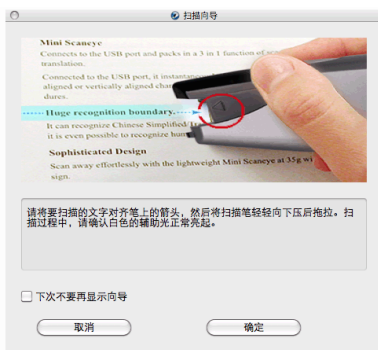 扫描向导
Mini Scaneye
Connects to the USB port and packs in a 3 in 1 function of
translation.
Connected to the USB port, it
aligned or vertically aligned
dures.
Huge recognition boundary.
It can recognize Chinese Simplified/
it is even possible to recognize
Sophisticated Design
Scan away effortlessly with the lightweight Mini Scaneye at 35g
sign.
请将要扫描的文字对齐笔上的箭头，然后将扫描笔轻轻向下压后拖拉。扫
描过程中，请确认白色的辅助光正常亮起。
下次不要再显示向导
取消
确定